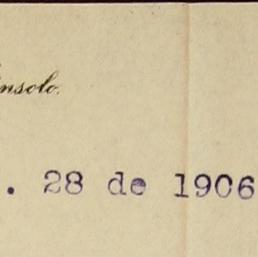 nsolo.
. 28 de 1906